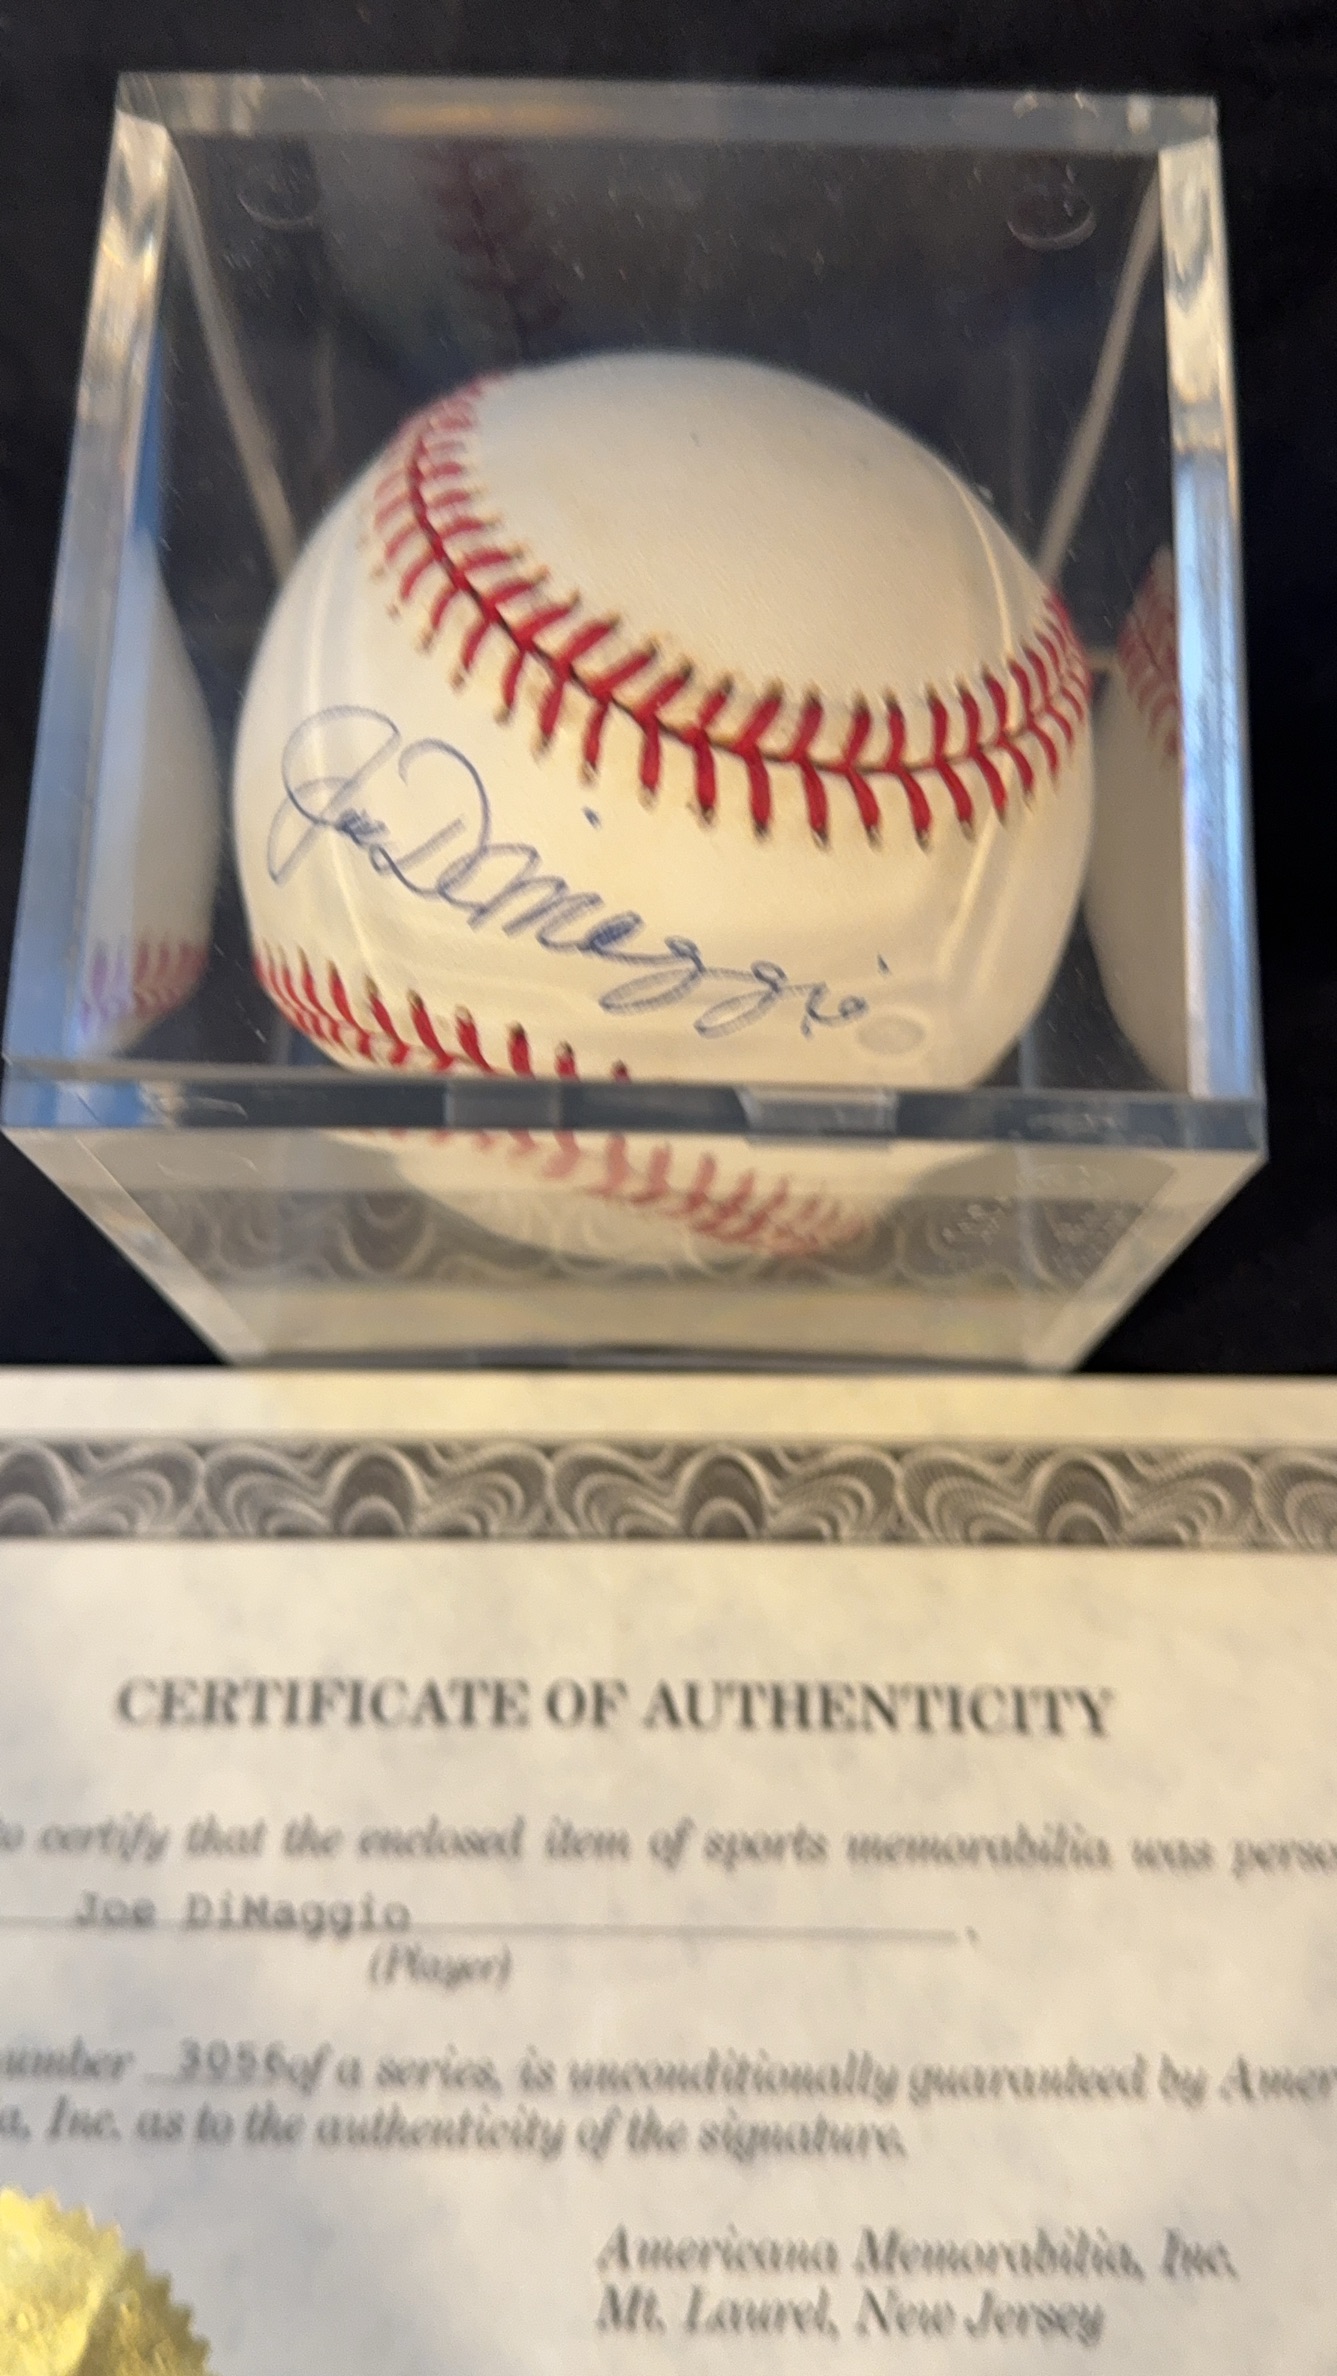 Joe DiMaggio
CERTIFICATE OF AUTHENTICITY
to certify that the enclosed item of sports memorabilia was perso
Joe DiMaggio.
(Player)
umber 3056 of a series, is unconditionally guaranteed by Amer
a, Inc. as to the authenticity of the signature.
Americana Memorabilia, Inc.
Mt. Laurel, New Jersey